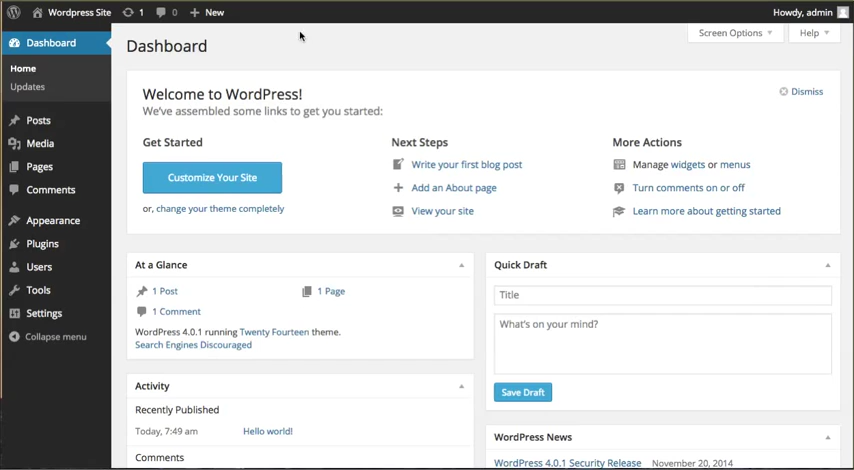 Wordpress Site 1 0 New Howdy, admin
Dashboard
Home
Updates
Posts
Media
Pages
Comments
Appearance
Plugins
Users
Tools
Settings
Collapse menu
Screen Options Help
Dashboard
Welcome to WordPress!
We've assembled some links to get you started:
Dismiss
Get Started
Customize Your Site
or, change your theme completely
Next Steps
Write your first blog post
Add an About page
View your site
More Actions
Manage widgets or menus
Turn comments on or off
Learn more about getting started
At a Glance
1 Post 1 Page
1 Comment
WordPress 4.0.1 running Twenty Fourteen theme.
Search Engines Discouraged
Activity
Recently Published
Today, 7:49 am Hello world!
Comments
Quick Draft
Title
What's on your mind?
Save Draft
WordPress News
WordPress 4.0.1 Security Release November 20, 2014